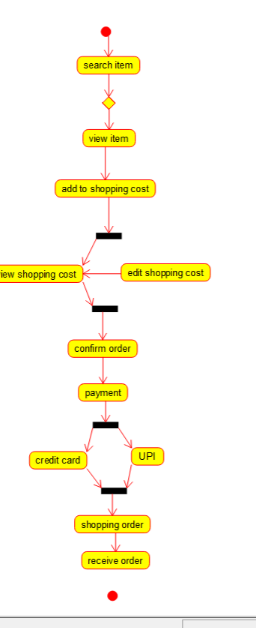 search item
view item
add to shopping cost
iew shopping cost
edit shopping cost
confirm order
payment
credit card
UPI
shopping order
receive order